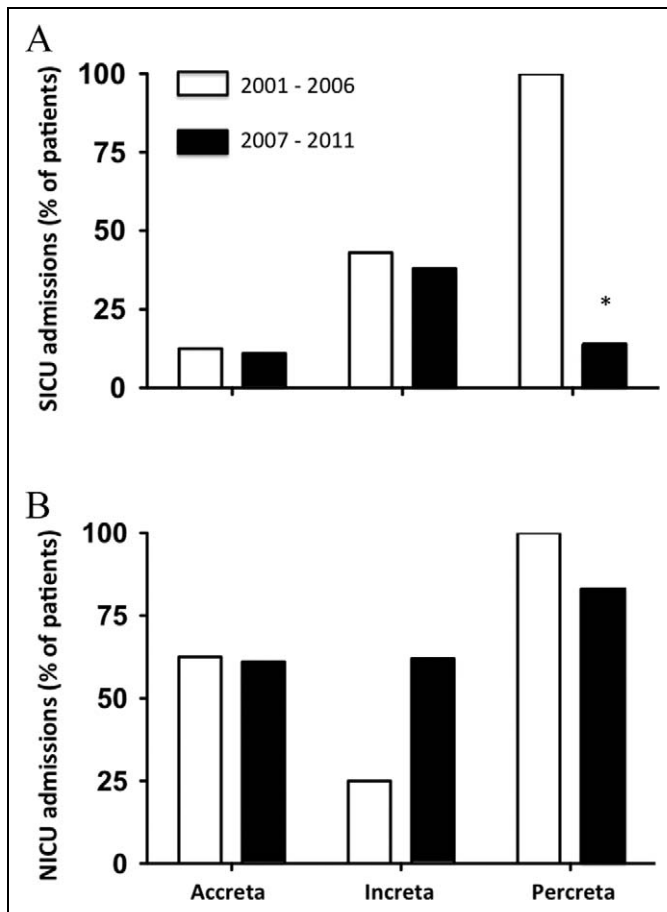 A
SICU admissions (% of patients)
100
75
50
25
0
2001 - 2006
2007 - 2011
*
B
NICU admissions (% of patients)
100
75
50
25
0
Accreta
Increta
Percreta